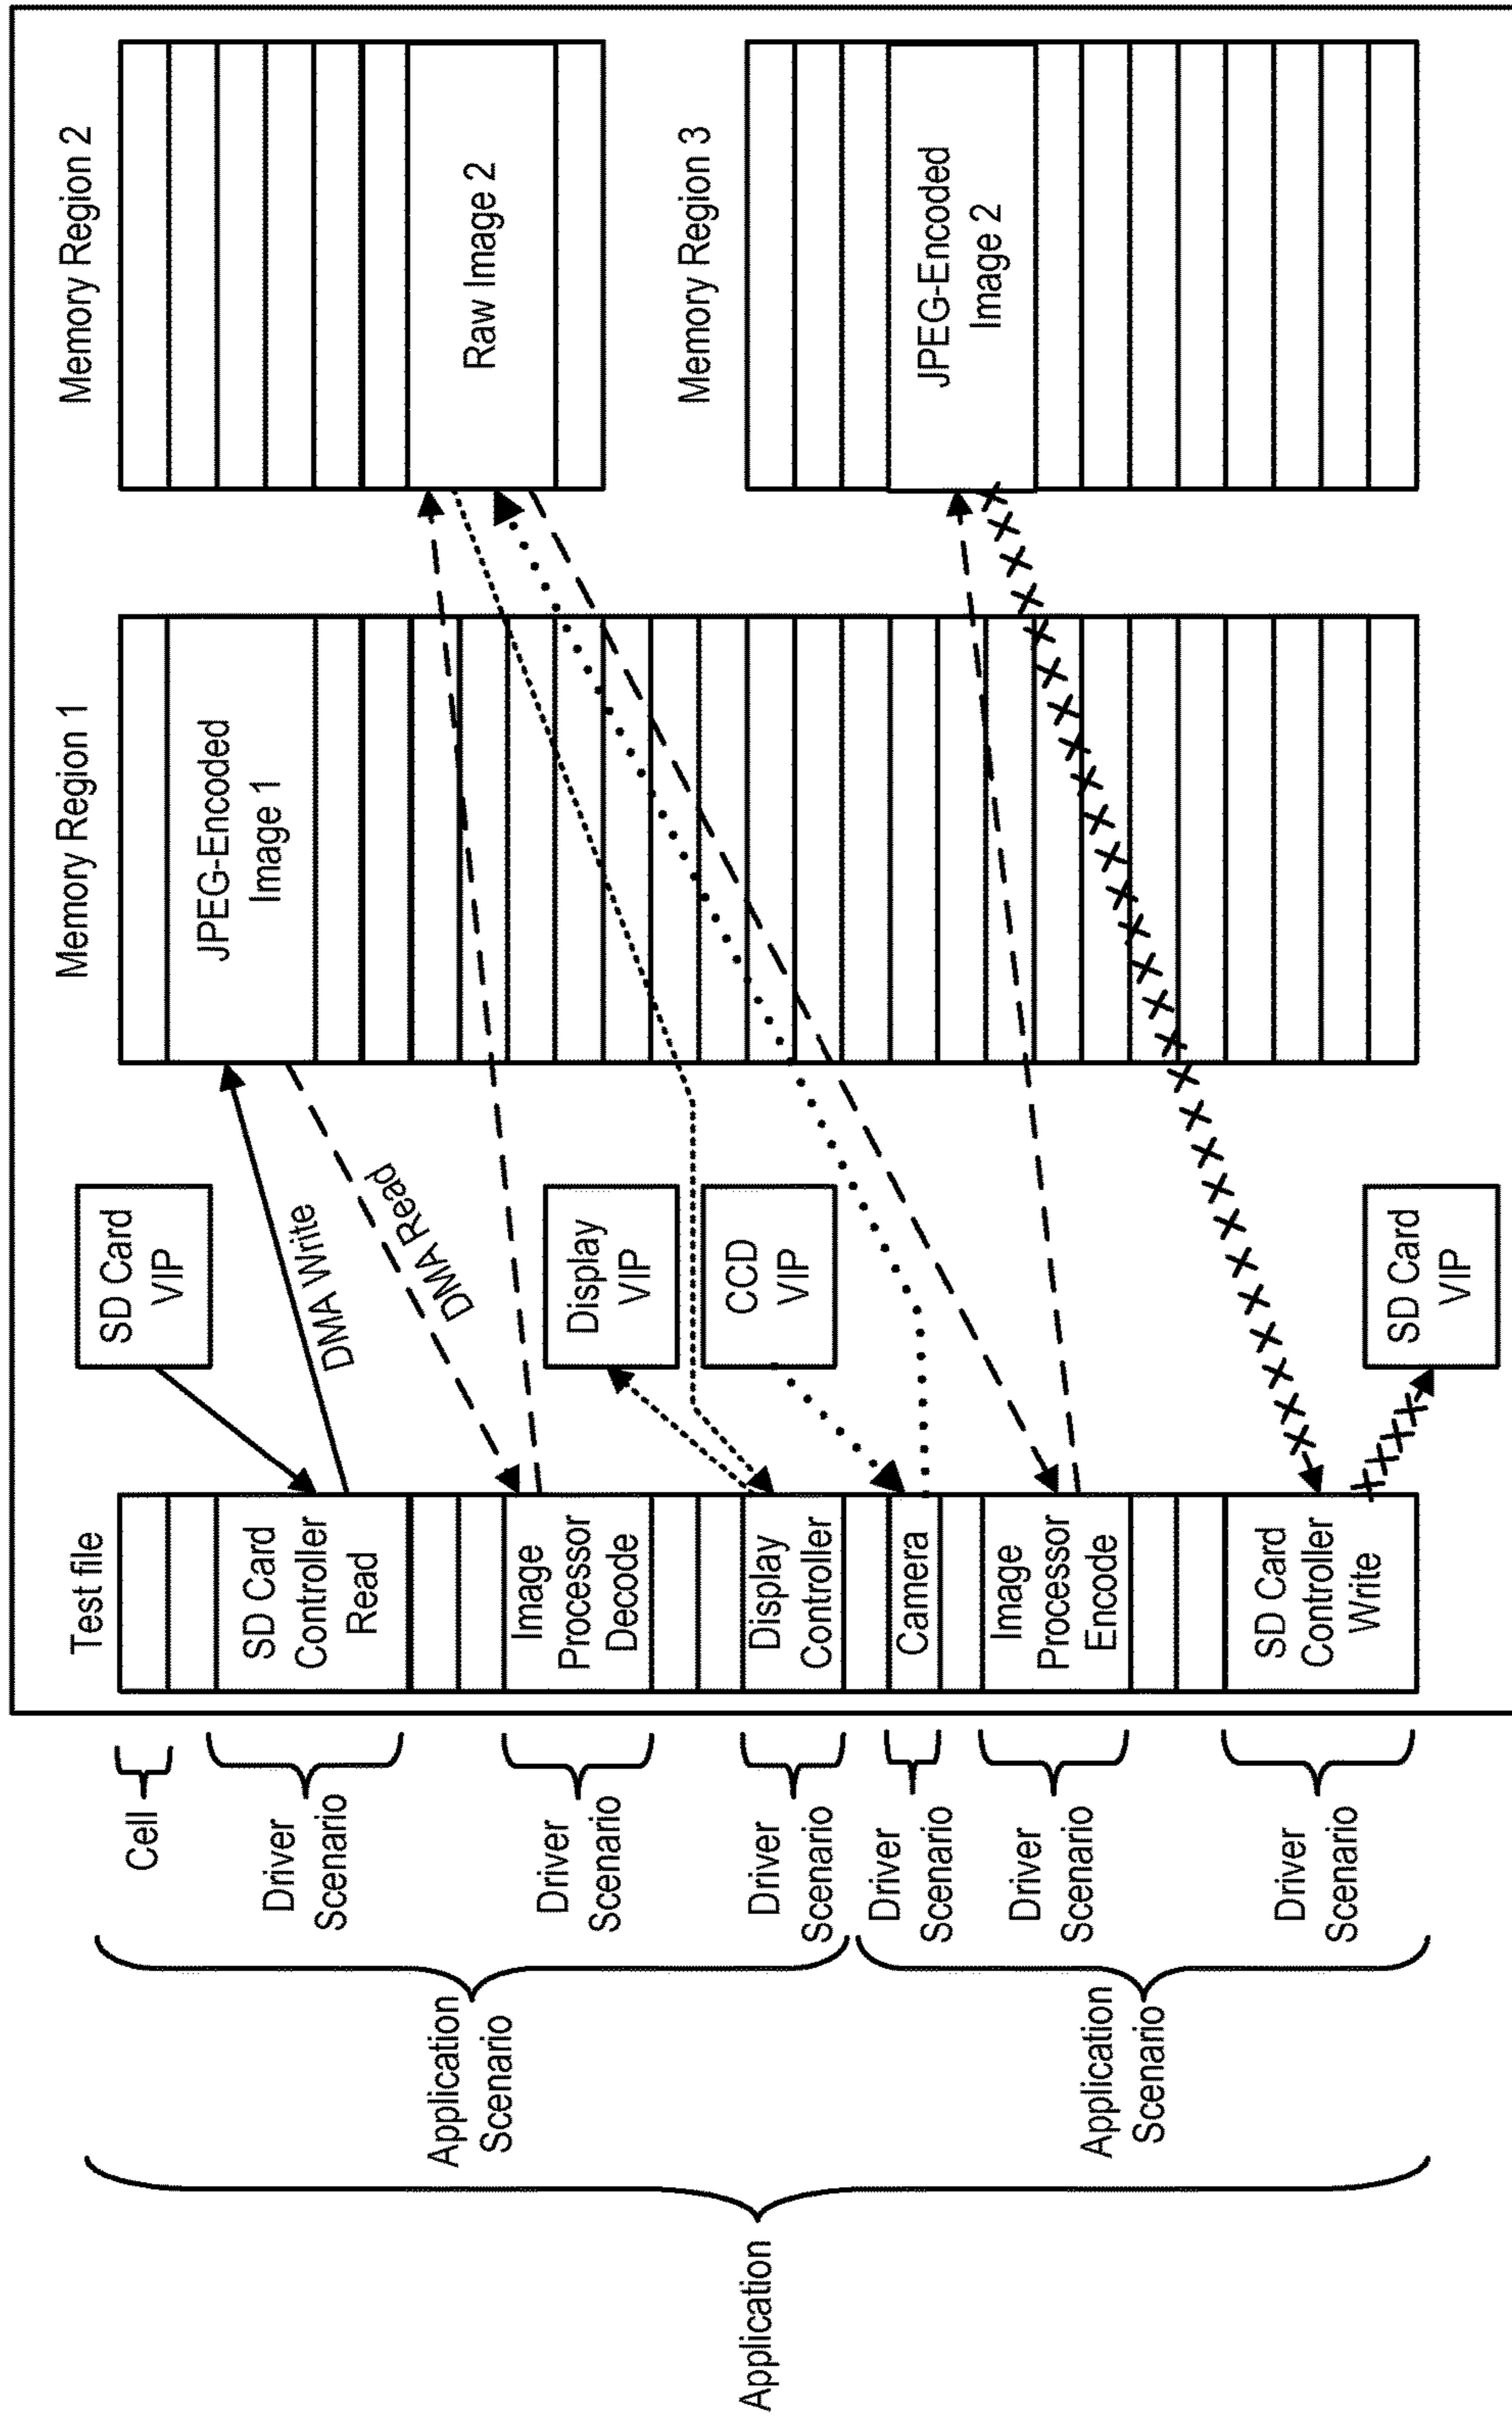 Application
Application
Scenario
Application
Scenario
Cell
Driver
Scenario
Driver
Scenario
Driver
Scenario
Driver
Scenario
Driver
Scenario
Driver
Scenario
Test file
SD Card
Controller
Read
Image
Processor
Decode
Display
Controller
Camera
Image
Processor
Encode
SD Card
Controller
Write
SD Card
VIP
DMA Write
DMA Read
Display
VIP
CCD
VIP
SD Card
VIP
Memory Region 1
JPEG-Encoded
Image 1
Memory Region 2
Raw Image 2
Memory Region 3
JPEG-Encoded
Image 2